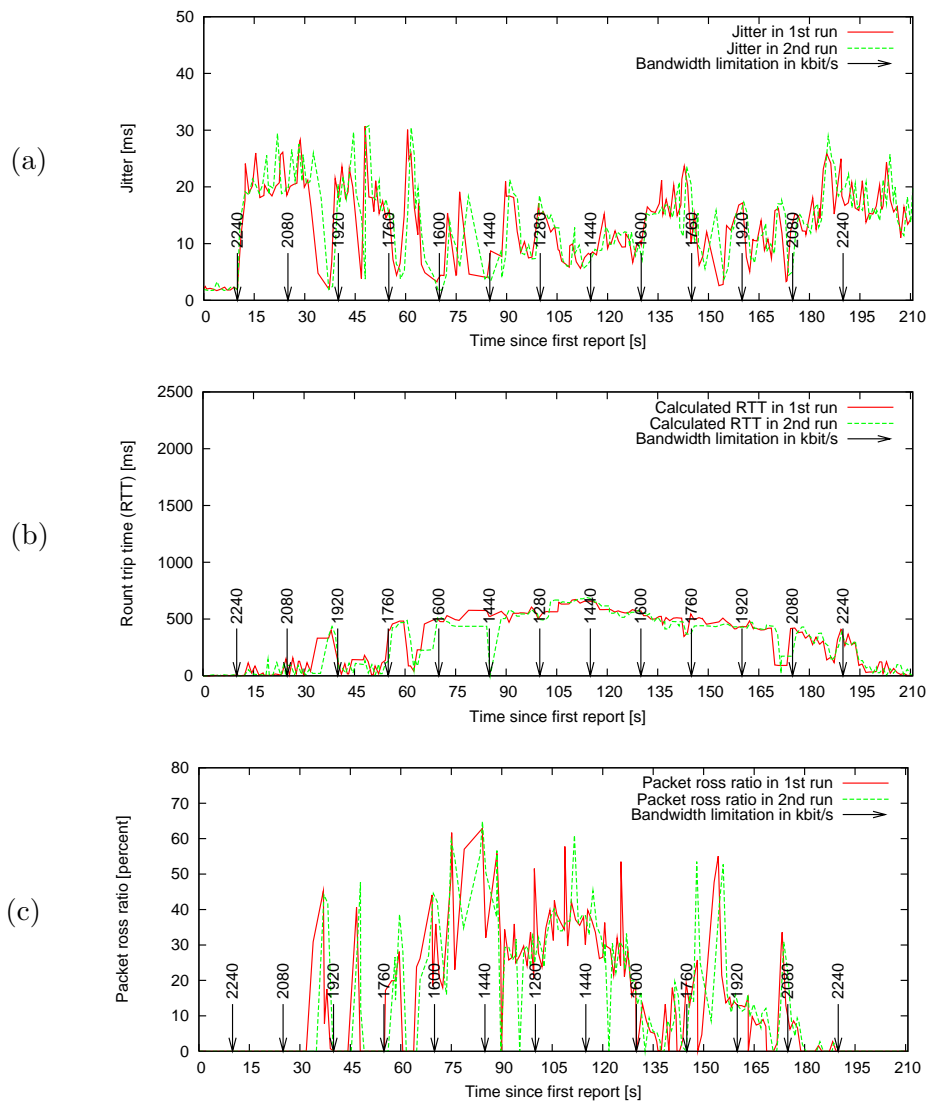 (a)
Jitter [ms]
50
40
30
20
10
0
Jitter in 1st run
Jitter in 2nd run
Bandwidth limitation in kbit/s
2240 2080 1920 1760 1600 1440 1280 1440 1600 1760 1920 2080 2240
0 15 30 45 60 75 90 105 120 135 150 165 180 195 210
Time since first report [s]
(b)
Rount trip time (RTT) [ms]
2500
2000
1500
1000
500
0
Calculated RTT in 1st run
Calculated RTT in 2nd run
Bandwidth limitation in kbit/s
2240 2080 1920 1760 1600 1440 1280 1440 1600 1760 1920 2080 2240
0 15 30 45 60 75 90 105 120 135 150 165 180 195 210
Time since first report [s]
(c)
Packet ross ratio [percent]
80
70
60
50
40
30
20
10
0
Packet ross ratio in 1st run
Packet ross ratio in 2nd run
Bandwidth limitation in kbit/s
2240 2080 1920 1760 1600 1440 1280 1440 1600 1760 1920 2080 2240
0 15 30 45 60 75 90 105 120 135 150 165 180 195 210
Time since first report [s]